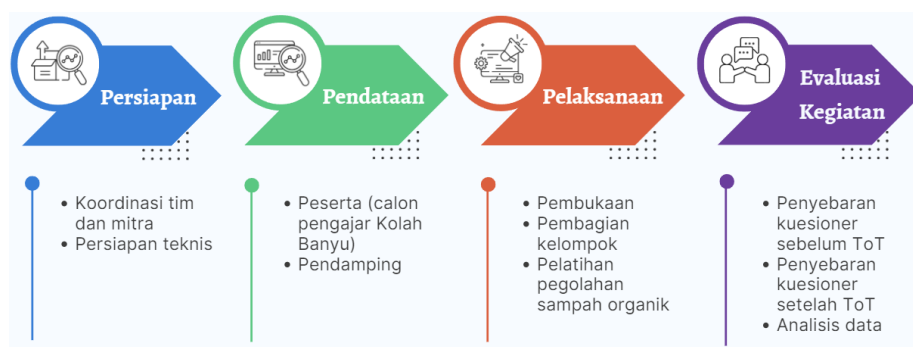 Persiapan
Koordinasi tim
dan mitra
Persiapan teknis
Pendataan
Peserta (calon
pengajar Kolah
Banyu)
Pendamping
Pelaksanaan
Pembukaan
Pembagian
kelompok
Pelatihan
pegolahan
sampah organik
Evaluasi
Kegiatan
Penyebaran
kuesioner
sebelum ToT
Penyebaran
kuesioner
setelah ToT
Analisis data